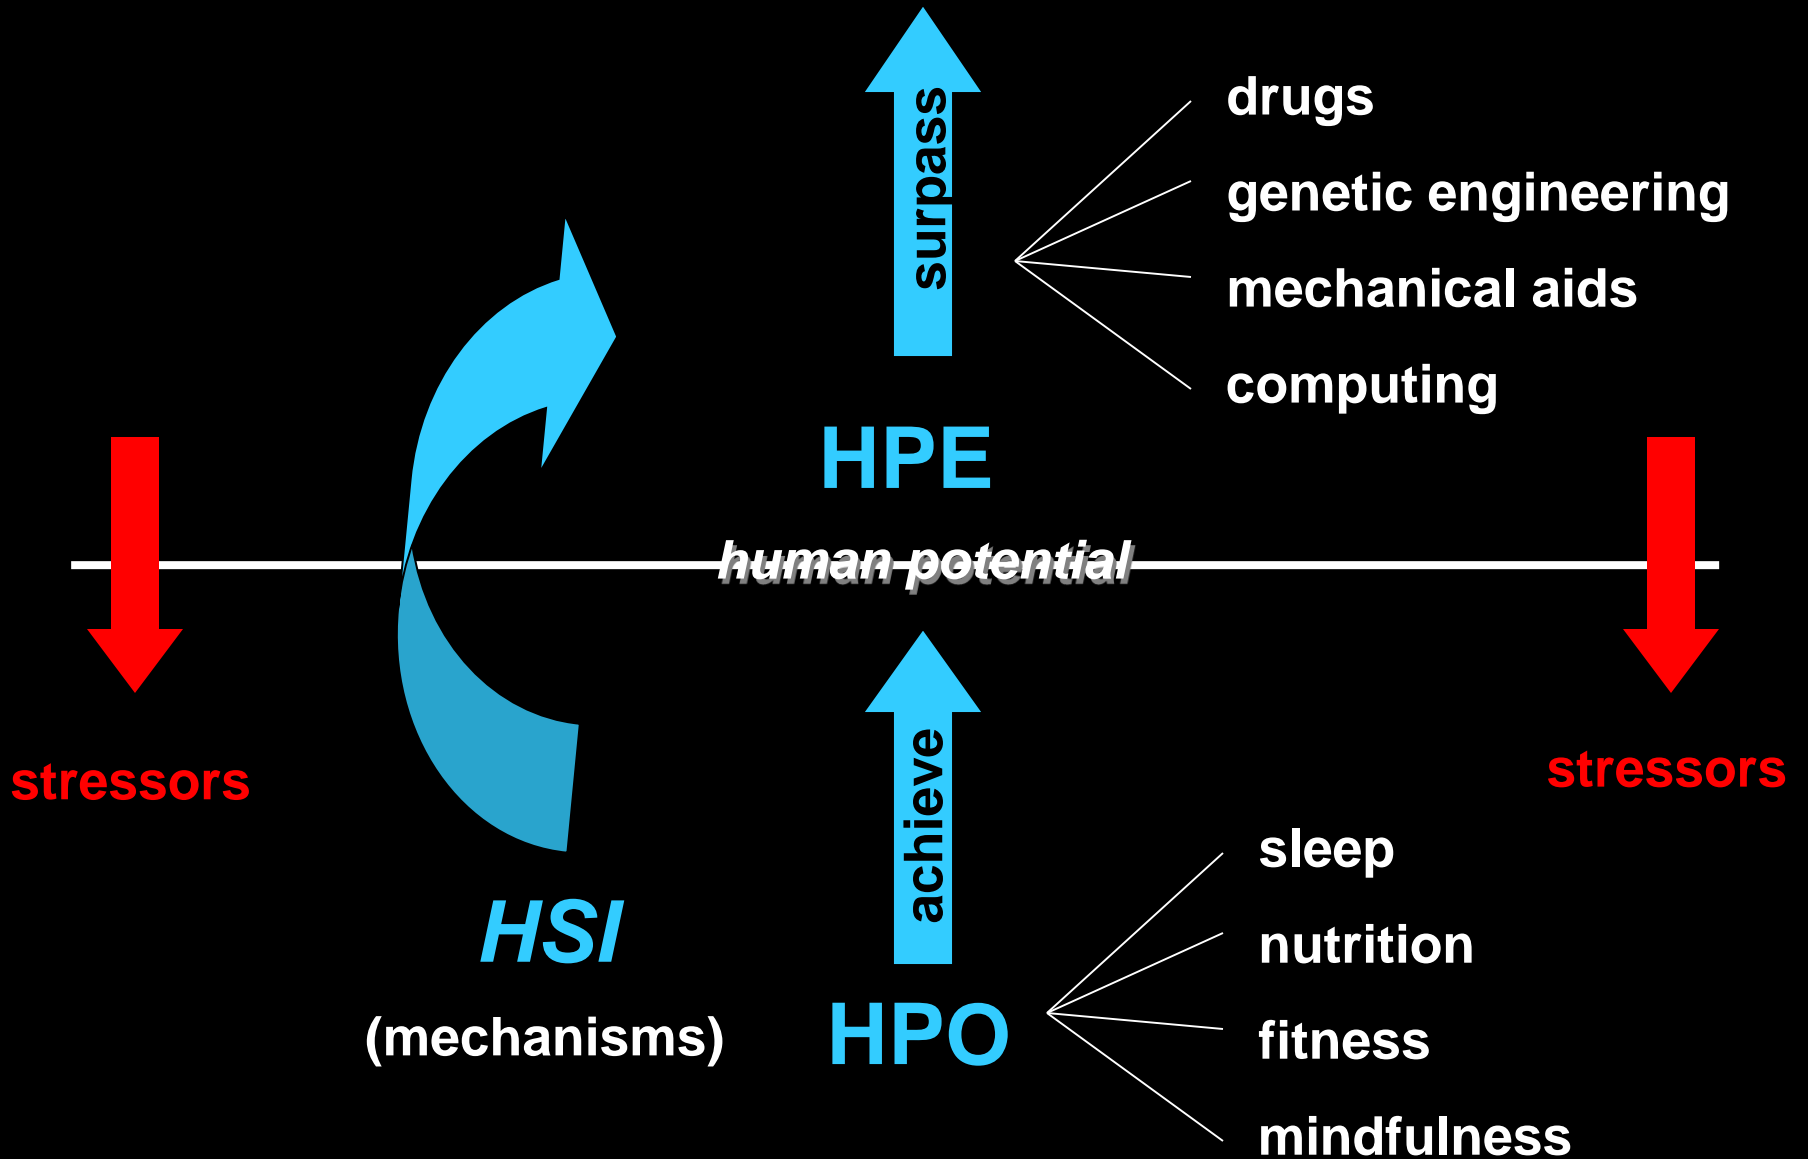 surpass
drugs
genetic engineering
mechanical aids
computing
HPE
human potential
stressors
stressors
achieve
sleep
nutrition
fitness
mindfulness
HSI
(mechanisms)
HPO